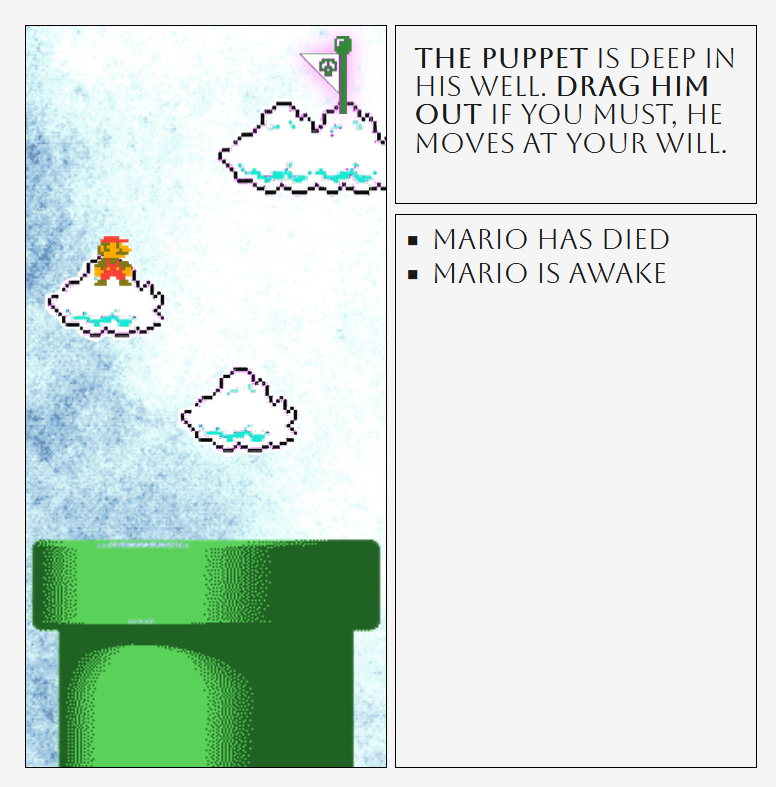 THE PUPPET IS DEEP IN
HIS WELL. DRAG HIM
OUT IF YOU MUST, HE
MOVES AT YOUR WILL.
MARIO HAS DIED
MARIO IS AWAKE